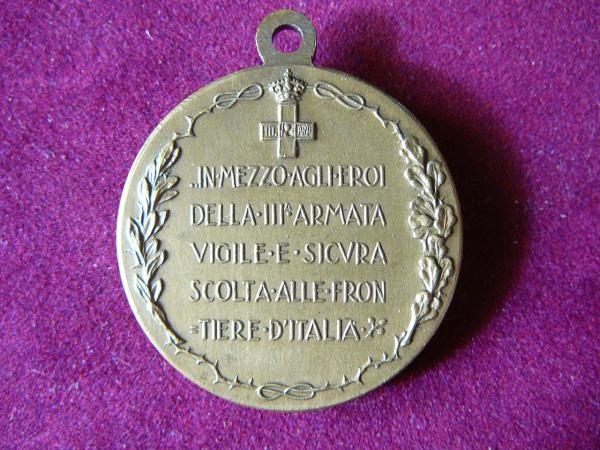 „IN·MEZZO·AGLI·EROI
DELLA·IIIᴬ ARMATA
VIGILE·E·SICVRA
SCOLTA·ALLE·FRON
=TIERE·D'ITALIA·